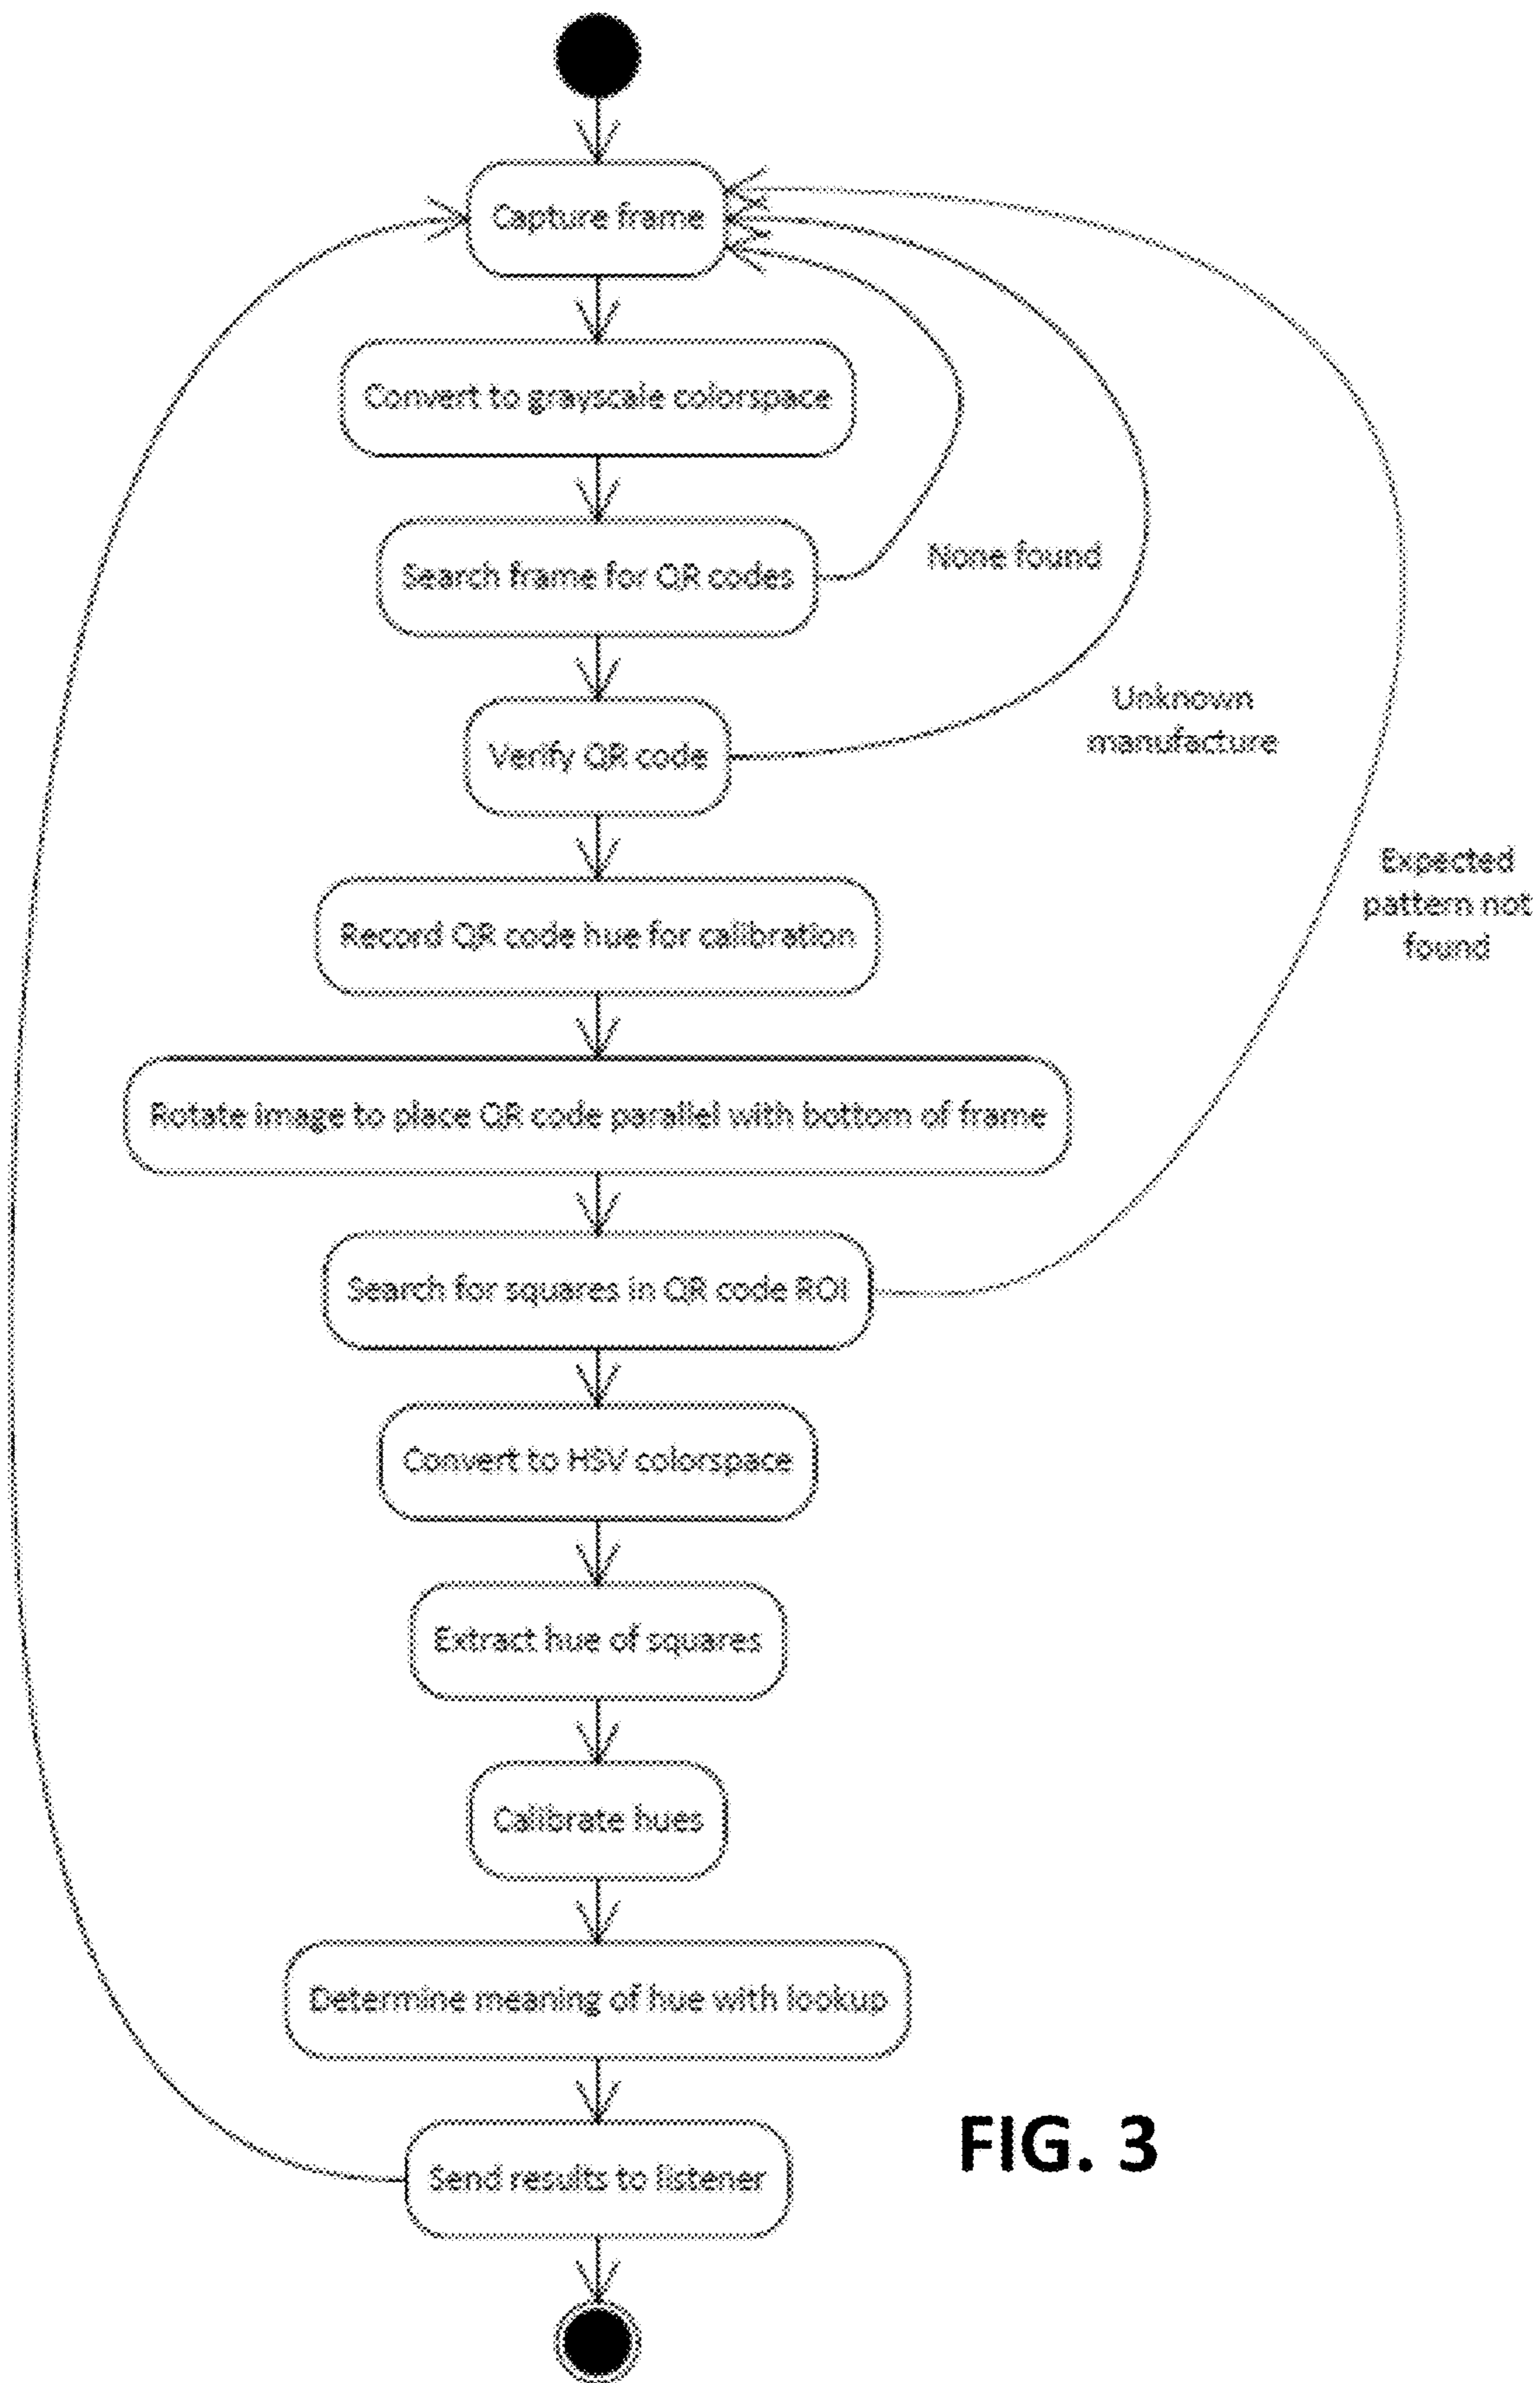 Capture frame
Convert to grayscale colorspace
Search frame for QR codes
None found
Verify QR code
Unknown
manufacture
Expected
pattern not
found
Record QR code hue for calibration
Rotate image to place QR code parallel with bottom of frame
Search for squares in QR code ROI
Convert to HSV colorspace
Extract hue of squares
Calibrate hues
Determine meaning of hue with lookup
Send results to listener
FIG. 3